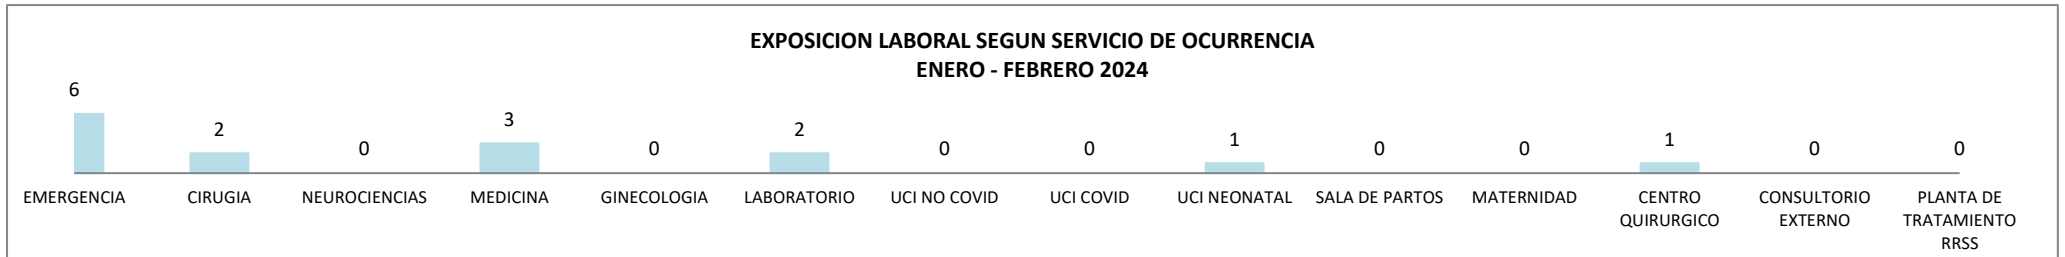 EXPOSICION LABORAL SEGUN SERVICIO DE OCURRENCIA
ENERO - FEBRERO 2024
6
2
0
3
0
2
0
0
1
0
0
1
0
0
EMERGENCIA
CIRUGIA
NEUROCIENCIAS
MEDICINA
GINECOLOGIA
LABORATORIO
UCI NO COVID
UCI COVID
UCI NEONATAL
SALA DE PARTOS
MATERNIDAD
CENTRO
QUIRURGICO
CONSULTORIO
EXTERNO
PLANTA DE
TRATAMIENTO
RRSS